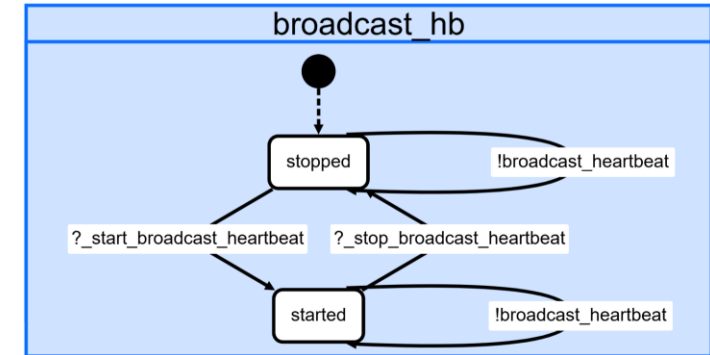 broadcast_hb
stopped
!broadcast_heartbeat
?_start_broadcast_heartbeat
?_stop_broadcast_heartbeat
started
!broadcast_heartbeat